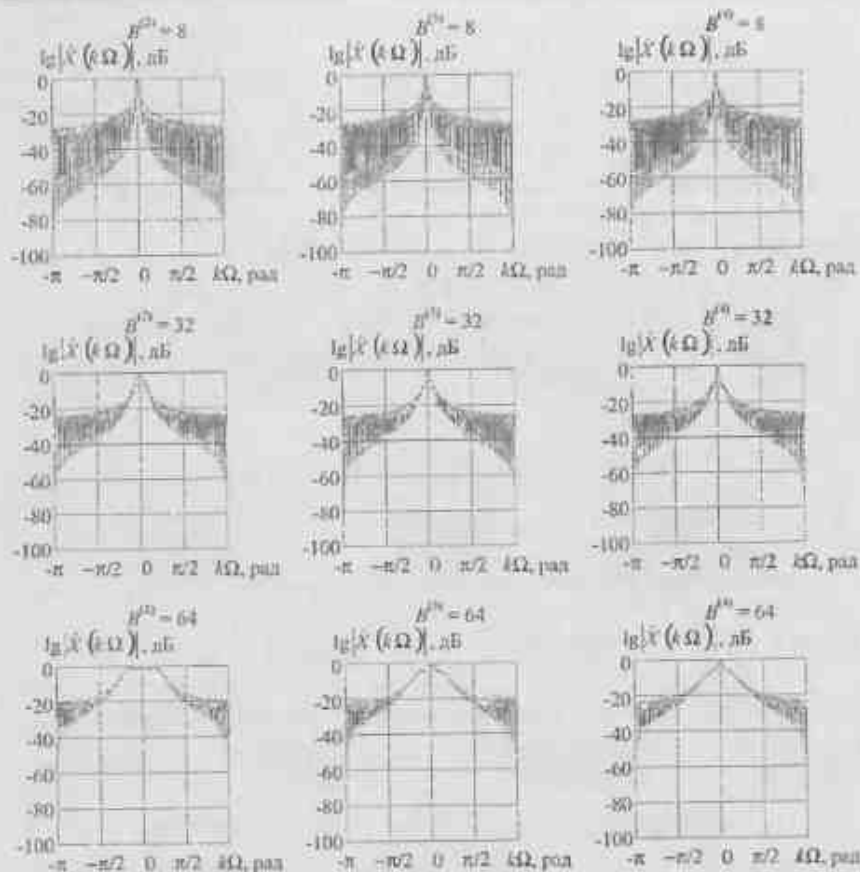 B⁽²⁾ = 8 B⁽³⁾ = 8 B⁽⁴⁾ = 8
lg|Ẋ(kΩ)|, дБ lg|Ẋ(kΩ)|, дБ lg|Ẋ(kΩ)|, дБ
0 0 0
-20 -20 -20
-40 -40 -40
-60 -60 -60
-80 -80 -80
-100 -100 -100
-π −π/2 0 π/2 kΩ, рад -π −π/2 0 π/2 kΩ, рад -π −π/2 0 π/2 kΩ, рад
B⁽²⁾ = 32 B⁽³⁾ = 32 B⁽⁴⁾ = 32
lg|Ẋ(kΩ)|, дБ lg|Ẋ(kΩ)|, дБ lg|Ẋ(kΩ)|, дБ
0 0 0
-20 -20 -20
-40 -40 -40
-60 -60 -60
-80 -80 -80
-100 -100 -100
-π −π/2 0 π/2 kΩ, рад -π −π/2 0 π/2 kΩ, рад -π −π/2 0 π/2 kΩ, рад
B⁽²⁾ = 64 B⁽³⁾ = 64 B⁽⁴⁾ = 64
lg|Ẋ(kΩ)|, дБ lg|Ẋ(kΩ)|, дБ lg|Ẋ(kΩ)|, дБ
0 0 0
-20 -20 -20
-40 -40 -40
-60 -60 -60
-80 -80 -80
-100 -100 -100
-π −π/2 0 π/2 kΩ, рад -π −π/2 0 π/2 kΩ, рад -π −π/2 0 π/2 kΩ, рад